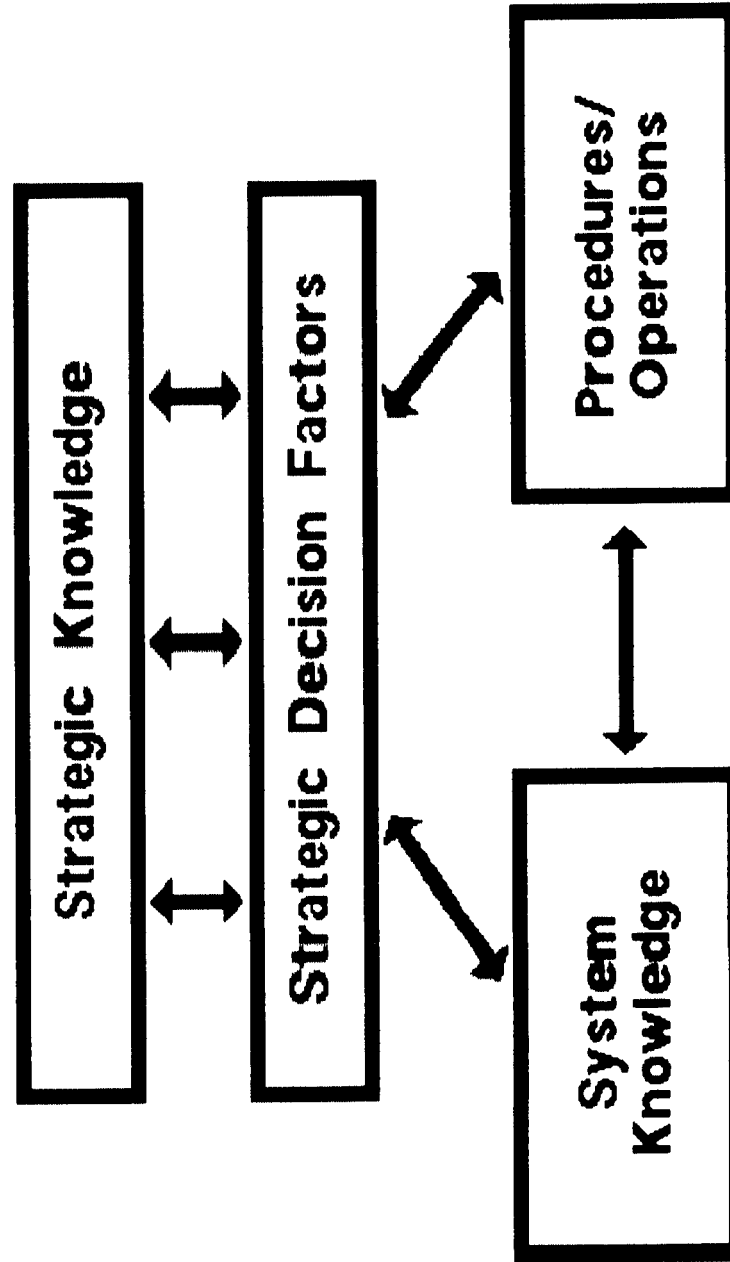 Strategic Knowledge
Strategic Decision Factors
System
Knowledge
Procedures/
Operations